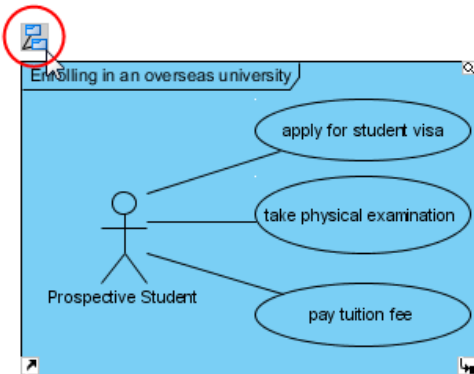 Enrolling in an overseas university
apply for student visa
take physical examination
Prospective Student
pay tuition fee